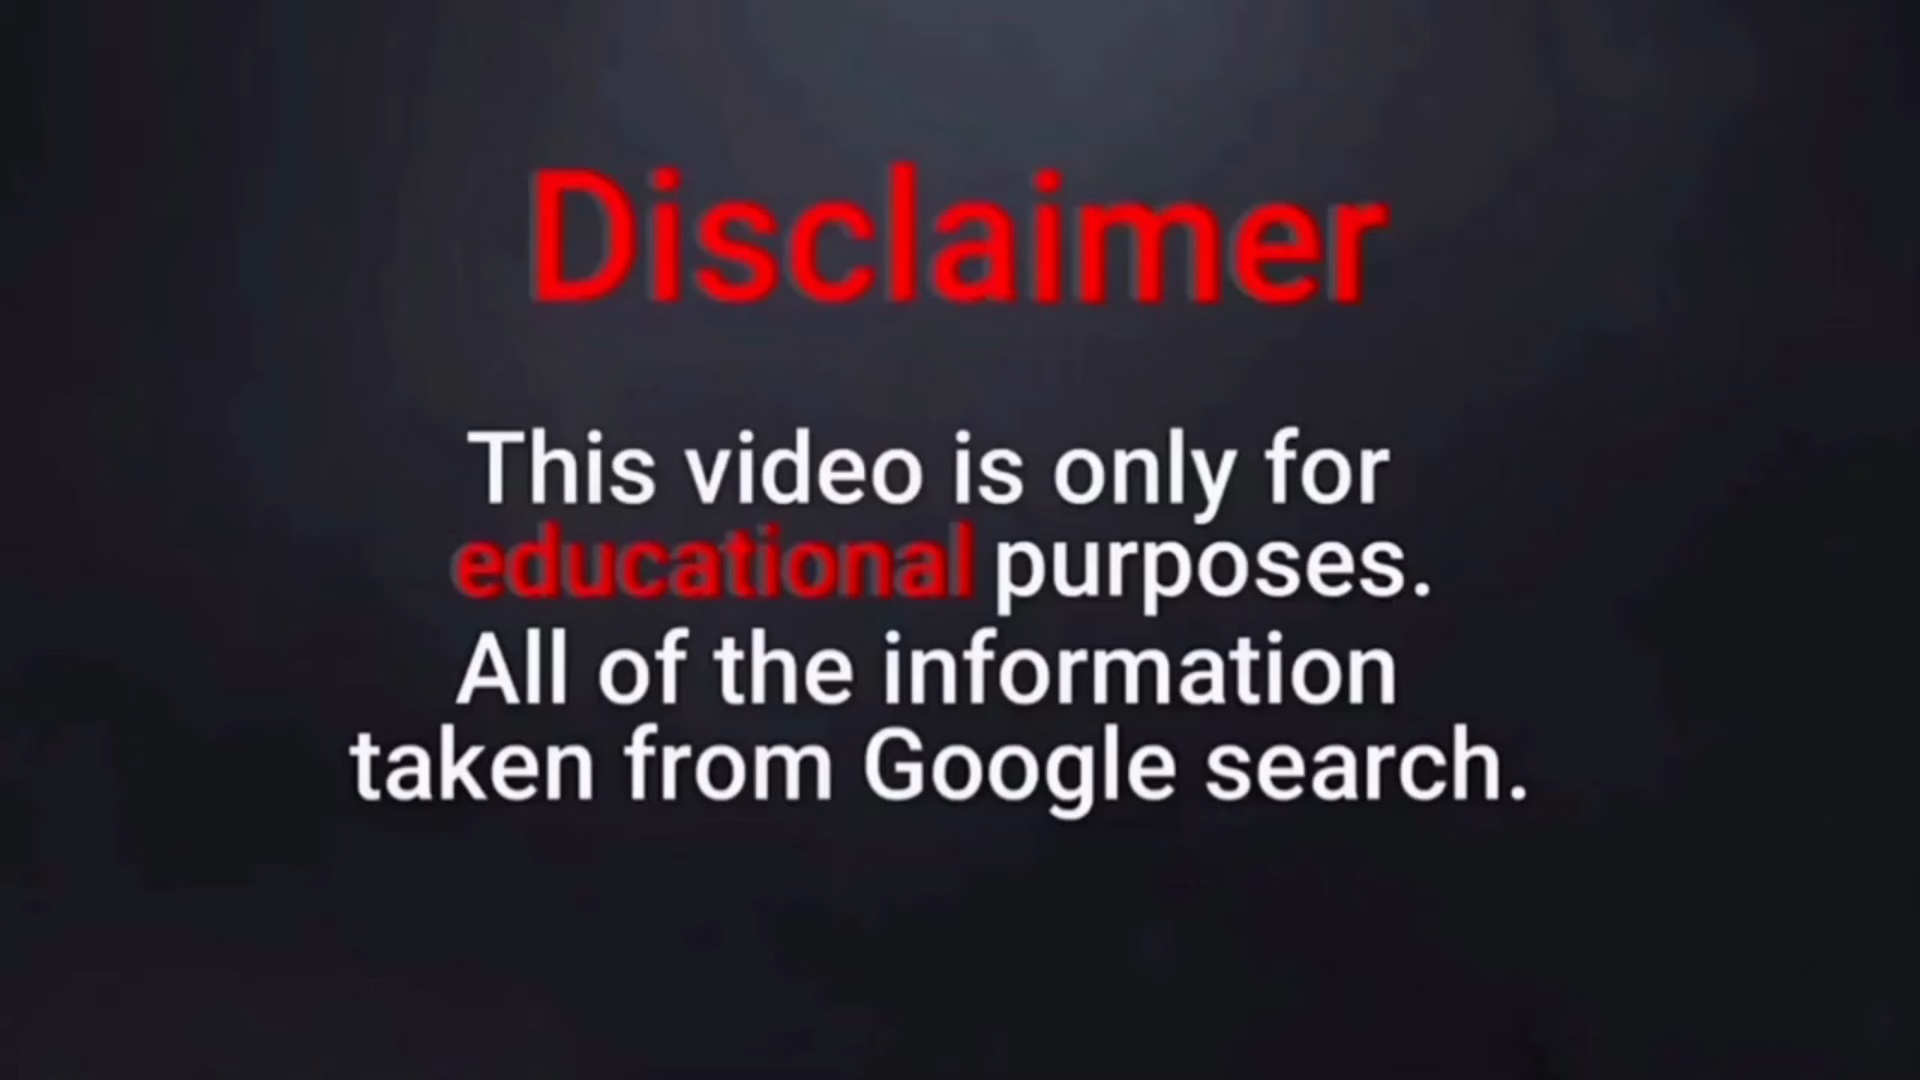 Disclaimer
This video is only for
educational purposes.
All of the information
taken from Google search.